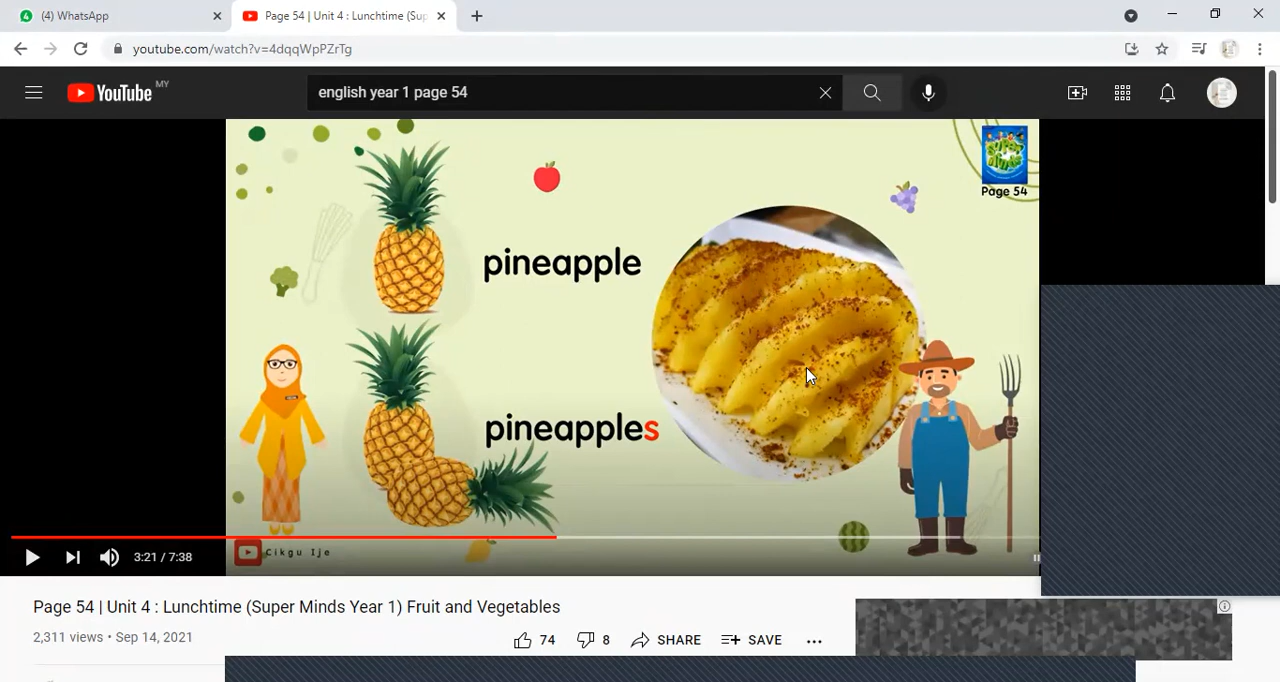 (4) WhatsApp
Page 54 | Unit 4 : Lunchtime (Sup
youtube.com/watch?v=4dqqWpPZrTg
YouTube MY
english year 1 page 54
Super Minds
Page 54
pineapple
pineapples
3:21 / 7:38
Cikgu Ije
Page 54 | Unit 4 : Lunchtime (Super Minds Year 1) Fruit and Vegetables
2,311 views • Sep 14, 2021
74 8 SHARE SAVE